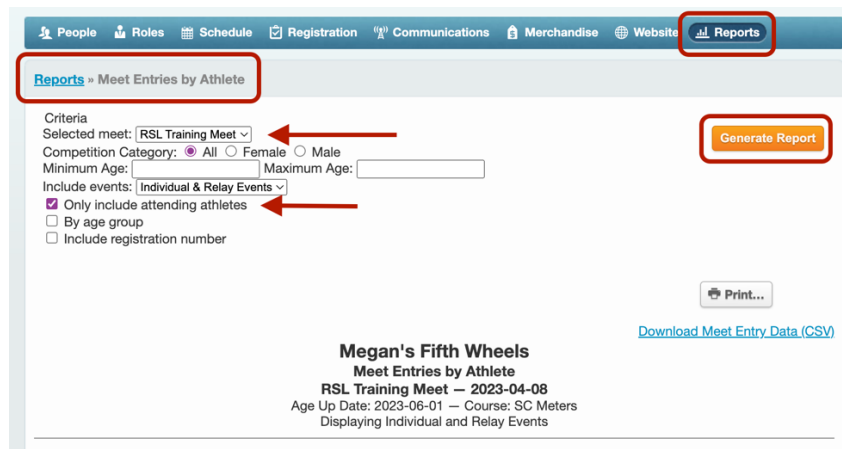 People Roles Schedule Registration Communications Merchandise Website Reports
Reports » Meet Entries by Athlete
Criteria
Selected meet: RSL Training Meet
Competition Category: All Female Male
Minimum Age: Maximum Age:
Include events: Individual & Relay Events
Only include attending athletes
By age group
Include registration number
Generate Report
Print...
Download Meet Entry Data (CSV)
Megan's Fifth Wheels
Meet Entries by Athlete
RSL Training Meet — 2023-04-08
Age Up Date: 2023-06-01 — Course: SC Meters
Displaying Individual and Relay Events